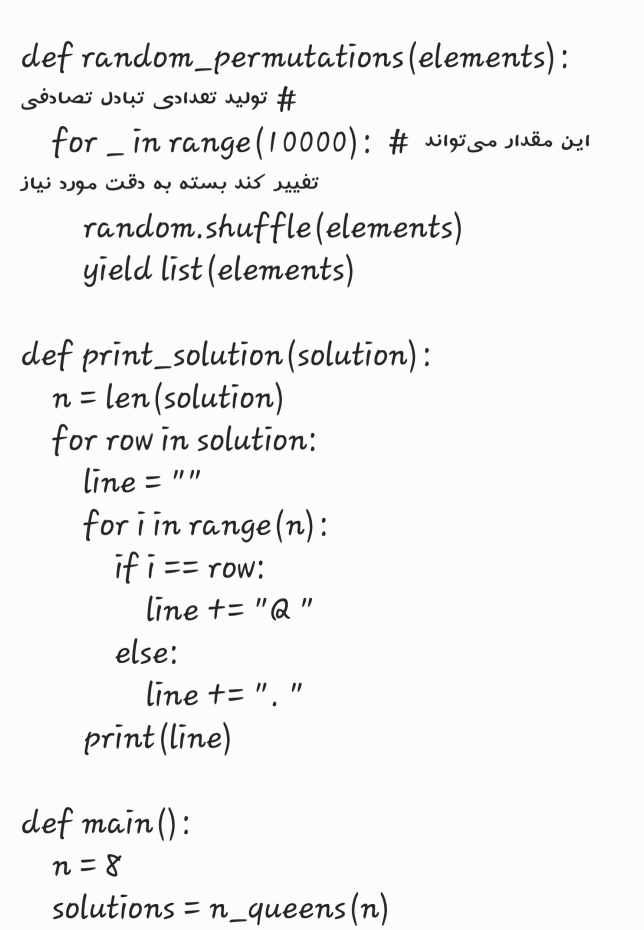 def random_permutations(elements):
# تولید تعدادی تبادل تصادفی
for _ in range(10000): # این مقدار می‌تواند
تغییر کند بسته به دقت مورد نیاز
random.shuffle(elements)
yield list(elements)
def print_solution(solution):
n = len(solution)
for row in solution:
line = ""
for i in range(n):
if i == row:
line += "Q "
else:
line += ". "
print(line)
def main():
n = 8
solutions = n_queens(n)